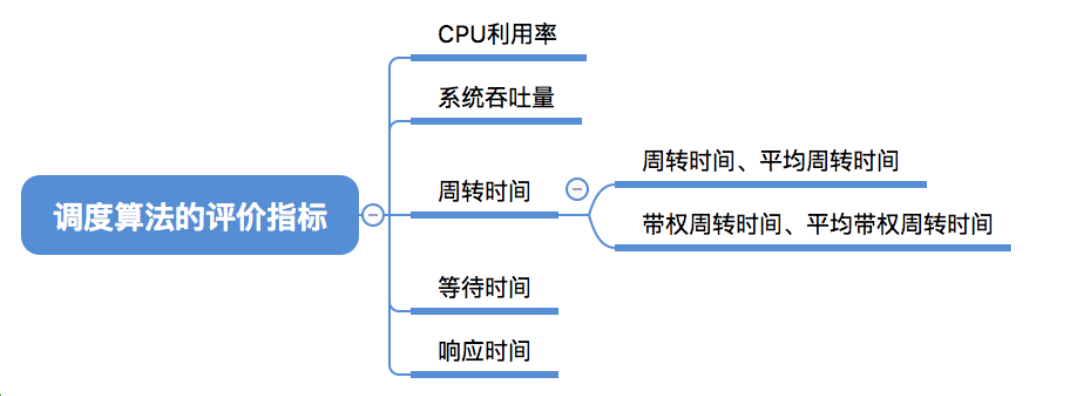 CPU利用率
系统吞吐量
调度算法的评价指标
周转时间
周转时间、平均周转时间
带权周转时间、平均带权周转时间
等待时间
响应时间